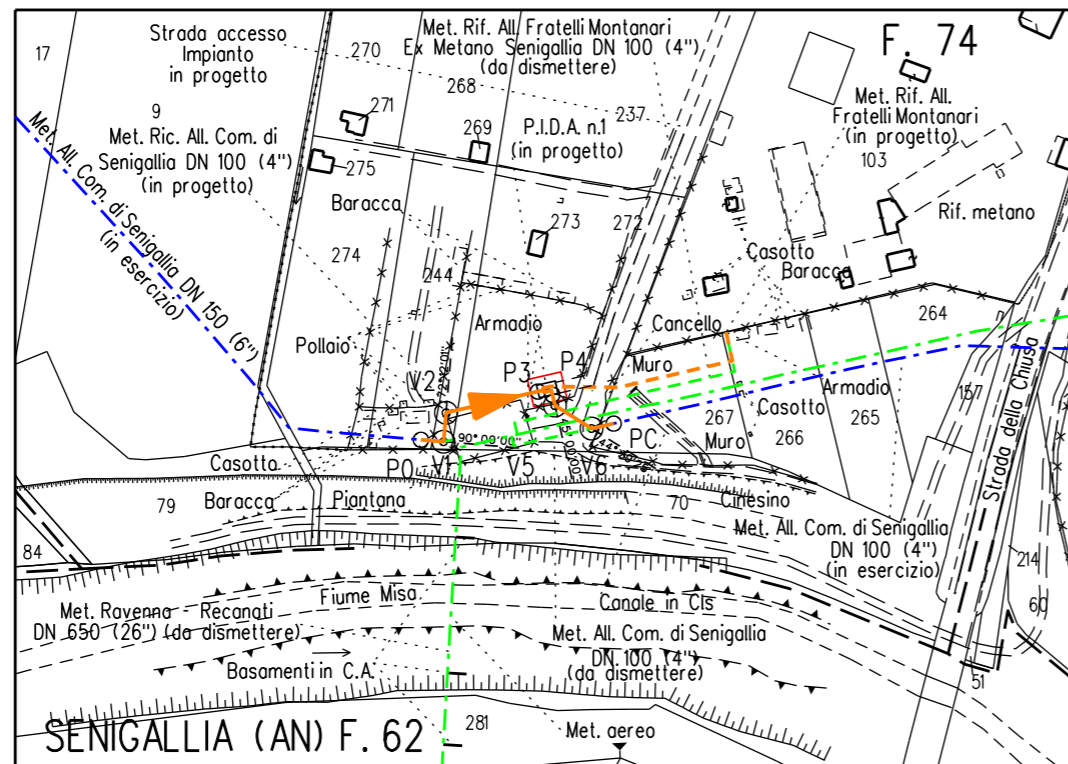 17
Strada accesso
Impianto
in progetto
270
Met. Rif. All. Fratelli Montanari
Ex Metano Senigallia DN 100 (4")
(da dismettere)
F. 74
268
9
271
269
237
Met. Rif. All.
Fratelli Montanari
(in progetto)
Met. Ric. All. Com. di
Senigallia DN 100 (4")
(in progetto)
P.I.D.A. n.1
(in progetto)
103
275
Met. All. Com. di Senigallia DN 150 (6")
(in esercizio)
Baracca
273
272
Rif. metano
274
244
Casotto
Baracca
264
Armadio
Cancello
Pollaio
P3
P4
Muro
Armadio
157
Strada della Chiusa
V2
267
Casotto
265
266
90°00'00"
PC
Muro
Casotto
P0
V1
V5
V6
79
Baracca
Piantana
70
Cinesino
84
Met. All. Com. di Senigallia
DN 100 (4")
(in esercizio)
214
60
Fiume Misa
Canale in Cls
Met. Ravenna - Recanati
DN 650 (26") (da dismettere)
Met. All. Com. di Senigallia
DN 100 (4")
(da dismettere)
Basamenti in C.A.
51
281
Met. aereo
SENIGALLIA (AN) F. 62